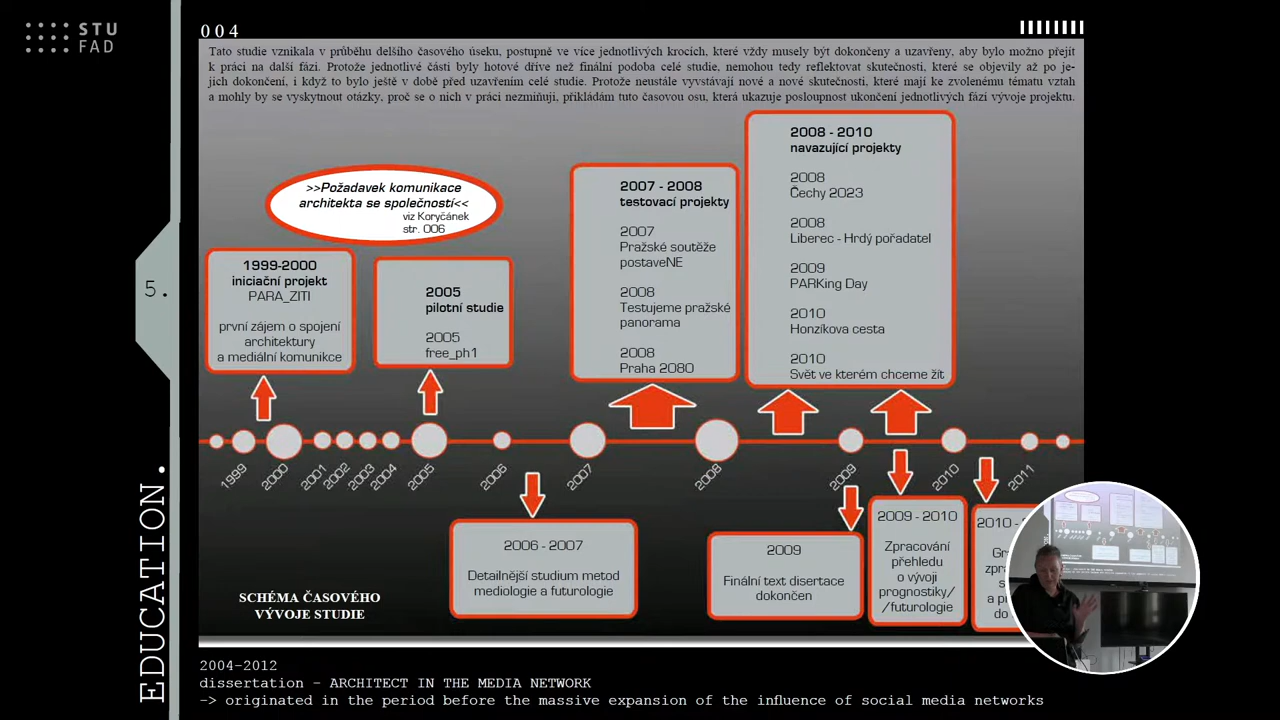 STU
FAD
004
Tato studie vznikala v průběhu delšího časového úseku, postupně ve více jednotlivých krocích, které vždy musely být dokončeny a uzavřeny, aby bylo možno přejít
k práci na další fázi. Protože jednotlivé části byly hotové dříve než finální podoba celé studie, nemohou tedy reflektovat skutečnosti, které se objevily až po je-
jich dokončení, i když to bylo ještě v době před uzavřením celé studie. Protože neustále vyvstávají nové a nové skutečnosti, které mají ke zvolenému tématu vztah
a mohly by se vyskytnout otázky, proč se o nich v práci nezmiňuji, přikládám tuto časovou osu, která ukazuje posloupnost ukončení jednotlivých fází vývoje projektu.
>>Požadavek komunikace
architekta se společností<<
viz Koryčánek
str. 006
1999-2000
iniciační projekt
PARA_ZITI
první zájem o spojení
architektury
a mediální komunikce
2005
pilotní studie
2005
free_ph1
2007 - 2008
testovací projekty
2007
Pražské soutěže
postaveNE
2008
Testujeme pražské
panorama
2008
Praha 2080
2008 - 2010
navazující projekty
2008
Čechy 2023
2008
Liberec - Hrdý pořadatel
2009
PARKing Day
2010
Honzíkova cesta
2010
Svět ve kterém chceme žít
1999
2000
2001
2002
2003
2004
2005
2006
2007
2008
2009
2010
2011
2006 - 2007
Detailnější studium metod
mediologie a futurologie
2009
Finální text disertace
dokončen
2009 - 2010
Zpracování
přehledu
o vývoji
prognostiky/
/futurologie
2010 -
SCHÉMA ČASOVÉHO
VÝVOJE STUDIE
5.
EDUCATION.
2004-2012
dissertation - ARCHITECT IN THE MEDIA NETWORK
-> originated in the period before the massive expansion of the influence of social media networks